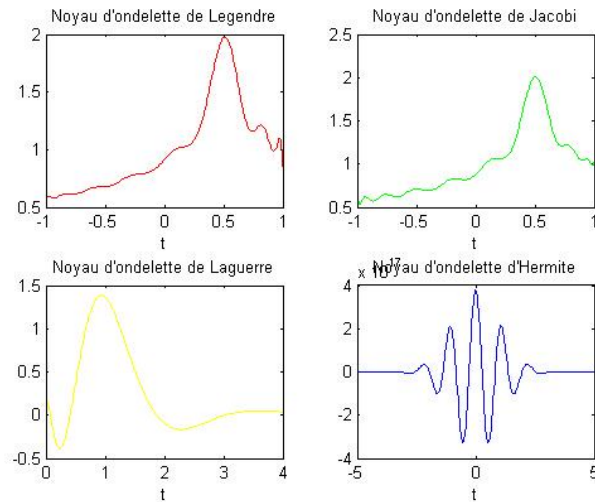 Noyau d'ondelette de Legendre
2
1.5
1
0.5
-1 -0.5 0 0.5 1
t
Noyau d'ondelette de Jacobi
2.5
2
1.5
1
0.5
-1 -0.5 0 0.5 1
t
Noyau d'ondelette de Laguerre
1.5
1
0.5
0
-0.5
0 1 2 3 4
t
Noyau d'ondelette d'Hermite
x 10^17
4
2
0
-2
-4
-5 0 5
t